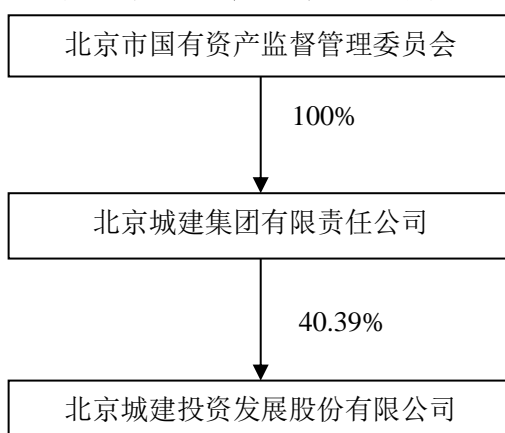 北京市国有资产监督管理委员会
100%
北京城建集团有限责任公司
40.39%
北京城建投资发展股份有限公司